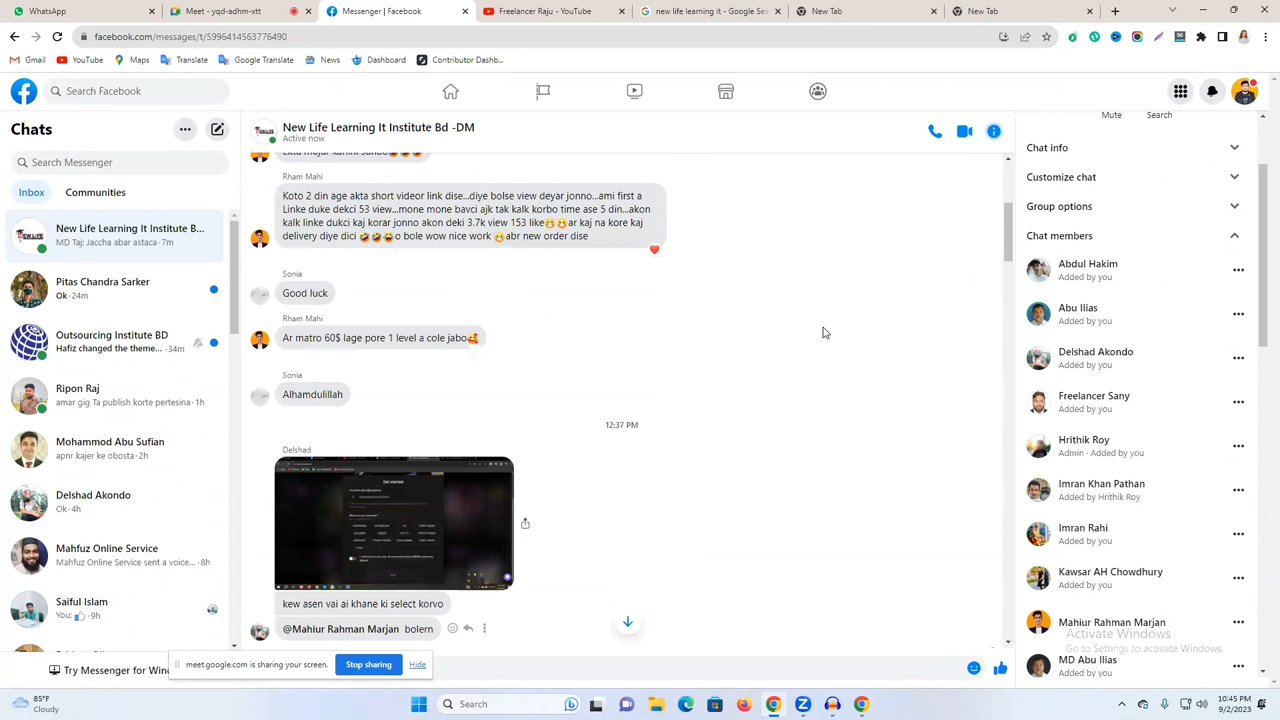 WhatsApp
Meet - yqd-admr-mxtt
Messenger Facebook
Freelancer Raju - YouTube
new life learning it - Google Sea
New Tab
New Tab
facebook.com/messages/t/5996414563776490
Gmail
YouTube
Maps
Translate
Google Translate
News
Dashboard
Contributor Dashb...
Search Facebook
Chats
Search Messenger
Inbox
Communities
New Life Learning It Institute B...
MD Taj: Jaccha abar astaca · 7m
Pitas Chandra Sarker
Ok · 24m
Outsourcing Institute BD
Hafiz changed the theme... · 34m
Ripon Raj
amar gig Ta publish korte pertesina · 1h
Mohammod Abu Sufian
apnr kajer ke obosta · 2h
Ok · 4h
Mahfuz Online Service sent a voice... · 8h
Saiful Islam
You: 👍 · 9h
Try Messenger for Win
New Life Learning It Institute Bd -DM
Active now
Rham Mahi
Koto 2 din age akta short videor link dise...diye bolse view deyar jonno...ami first a
Linke duke dekci 53 view...mone mone bavci ajk tak kalk korbo time ase 5 din...akon
kalk linke dukci kaj korar jonno akon deki 3.7k view 153 like😬😬ar kaj na kore kaj
delivery diye dici 🤣🤣😂o bole wow nice work 😬abr new order dise
Sonia
Good luck
Rham Mahi
Ar matro 60$ lage pore 1 level a cole jabo🥰
Sonia
Alhamdulillah
12:37 PM
Delshad
Get started
kew asen vai ai khane ki select korvo
@Mahiur Rahman Marjan bolern
meet.google.com is sharing your screen.
Stop sharing
Hide
Mute
Search
Chat info
Customize chat
Group options
Chat members
Abdul Hakim
Added by you
Abu Ilias
Added by you
Delshad Akondo
Added by you
Freelancer Sany
Added by you
Hrithik Roy
Admin · Added by you
Khan Pathan
Added by Hrithik Roy
Imran Rahi
Added by you
Kawsar AH Chowdhury
Added by you
Mahiur Rahman Marjan
Added by you
MD Abu Ilias
Added by you
Activate Windows
Go to Settings to activate Windows.
85°F
Cloudy
Search
10:45 PM
9/2/2023